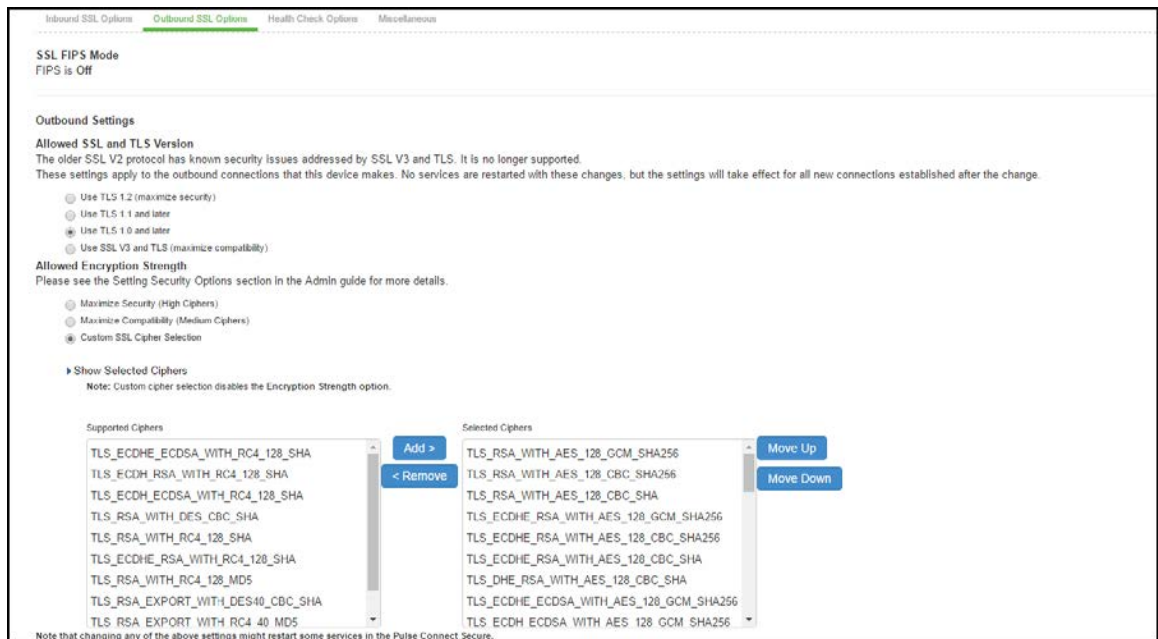 Inbound SSL Options Outbound SSL Options Health Check Options Miscellaneous
SSL FIPS Mode
FIPS is Off
Outbound Settings
Allowed SSL and TLS Version
The older SSL V2 protocol has known security issues addressed by SSL V3 and TLS. It is no longer supported.
These settings apply to the outbound connections that this device makes. No services are restarted with these changes, but the settings will take effect for all new connections established after the change.
Use TLS 1.2 (maximize security)
Use TLS 1.1 and later
Use TLS 1.0 and later
Use SSL V3 and TLS (maximize compatibility)
Allowed Encryption Strength
Please see the Setting Security Options section in the Admin guide for more details.
Maximize Security (High Ciphers)
Maximize Compatibility (Medium Ciphers)
Custom SSL Cipher Selection
Show Selected Ciphers
Note: Custom cipher selection disables the Encryption Strength option.
Supported Ciphers
TLS_ECDHE_ECDSA_WITH_RC4_128_SHA
TLS_ECDH_RSA_WITH_RC4_128_SHA
TLS_ECDH_ECDSA_WITH_RC4_128_SHA
TLS_RSA_WITH_DES_CBC_SHA
TLS_RSA_WITH_RC4_128_SHA
TLS_ECDHE_RSA_WITH_RC4_128_SHA
TLS_RSA_WITH_RC4_128_MD5
TLS_RSA_EXPORT_WITH_DES40_CBC_SHA
TLS_RSA_EXPORT_WITH_RC4_40_MD5
Add >
< Remove
Selected Ciphers
TLS_RSA_WITH_AES_128_GCM_SHA256
TLS_RSA_WITH_AES_128_CBC_SHA256
TLS_RSA_WITH_AES_128_CBC_SHA
TLS_ECDHE_RSA_WITH_AES_128_GCM_SHA256
TLS_ECDHE_RSA_WITH_AES_128_CBC_SHA256
TLS_ECDHE_RSA_WITH_AES_128_CBC_SHA
TLS_DHE_RSA_WITH_AES_128_CBC_SHA
TLS_ECDHE_ECDSA_WITH_AES_128_GCM_SHA256
TLS_ECDH_ECDSA_WITH_AES_128_GCM_SHA256
Move Up
Move Down
Note that changing any of the above settings might restart some services in the Pulse Connect Secure.